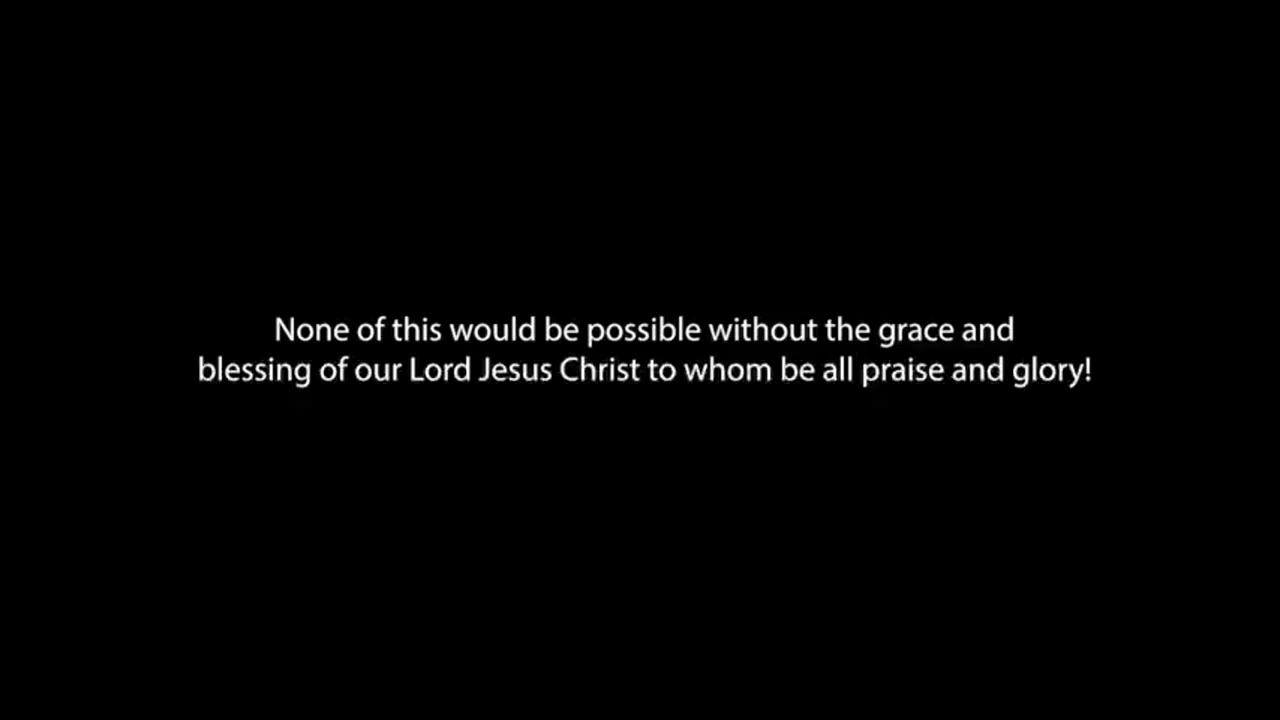 None of this would be possible without the grace and
blessing of our Lord Jesus Christ to whom be all praise and glory!